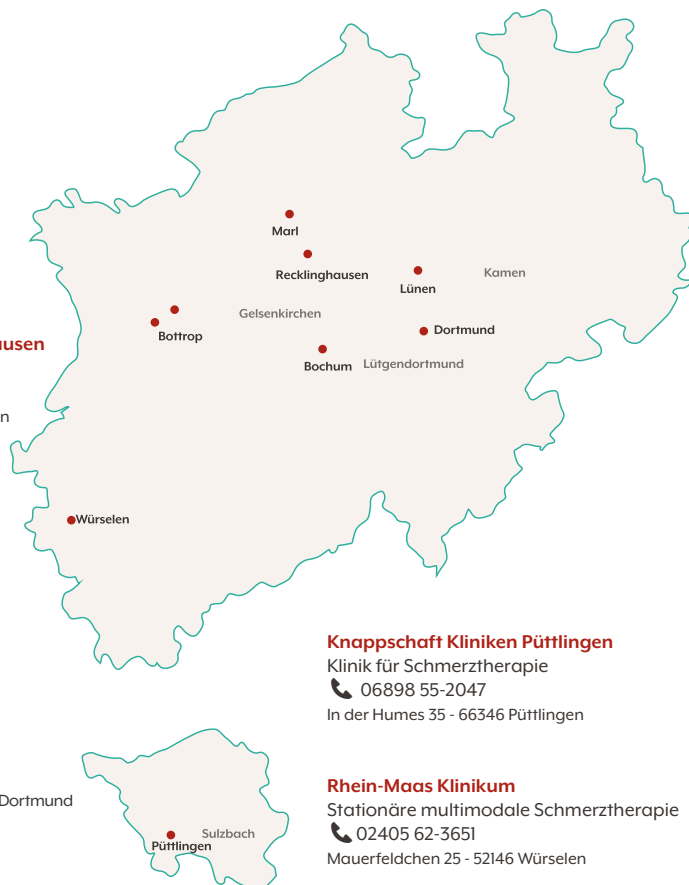 Marl
Recklinghausen
Lünen
Kamen
Gelsenkirchen
Bottrop
Dortmund
Bochum
Lütgendortmund
ausen
n
Würselen
Knappschaft Kliniken Püttlingen
Klinik für Schmerztherapie
06898 55-2047
In der Humes 35 - 66346 Püttlingen
Dortmund
Sulzbach
Püttlingen
Rhein-Maas Klinikum
Stationäre multimodale Schmerztherapie
02405 62-3651
Mauerfeldchen 25 - 52146 Würselen